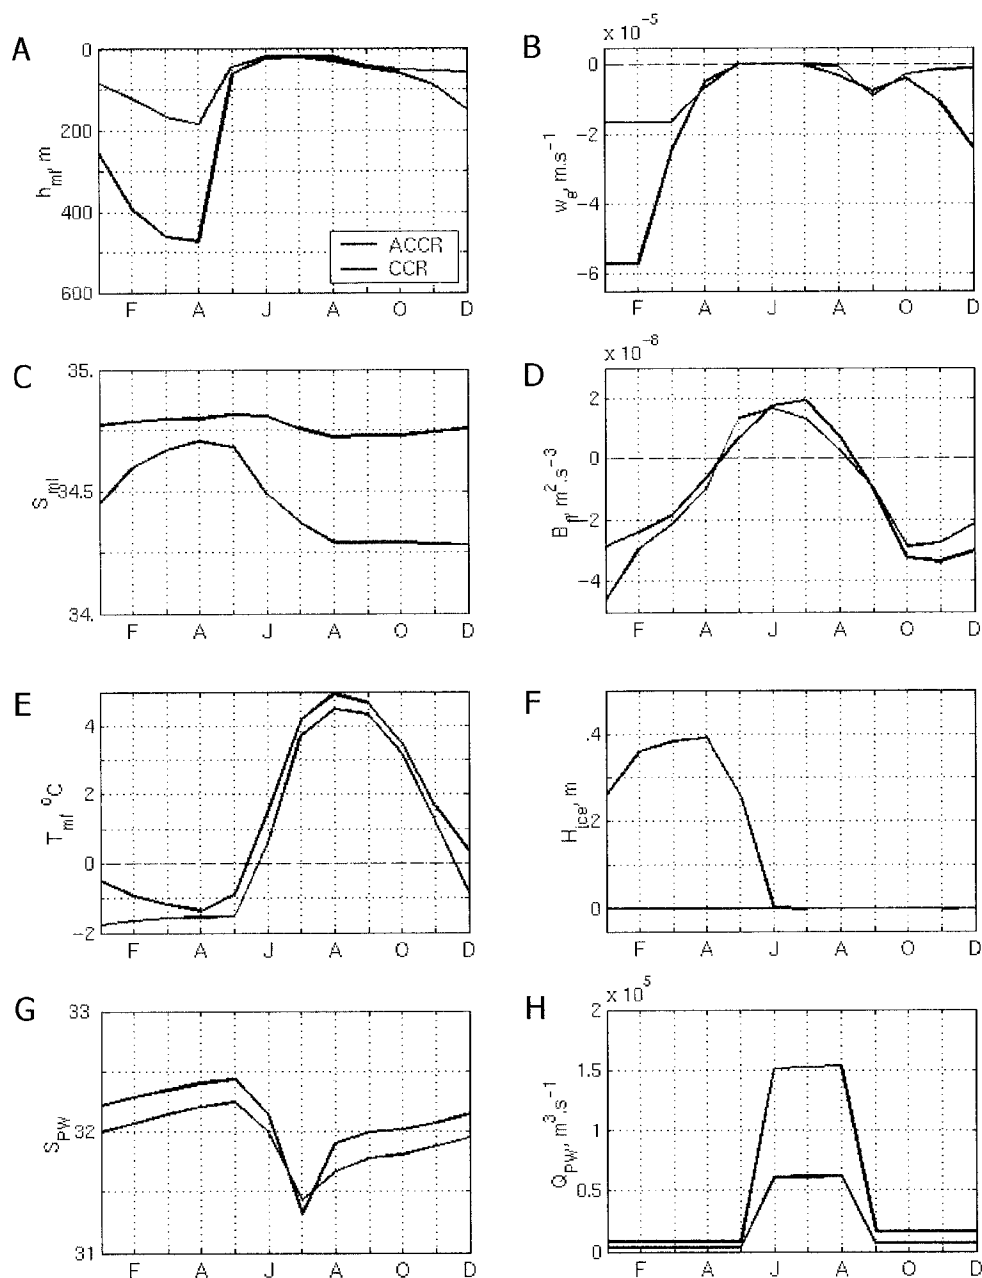 A
0
200
400
600
h_ml, m
ACCR
CCR
F A J A O D
B
x 10^-5
0
-2
-4
-6
w_e, m.s^-1
F A J A O D
C
35.
34.5
34.
S_ml
F A J A O D
D
x 10^-8
2
0
-2
-4
B_fl, m^2.s^-3
F A J A O D
E
4
2
0
-2
T_ml, °C
F A J A O D
F
4
2
0
H_ice, m
F A J A O D
G
33
32
31
S_PW
F A J A O D
H
x 10^5
2
1.5
1
0.5
0
Q_PW, m^3.s^-1
F A J A O D